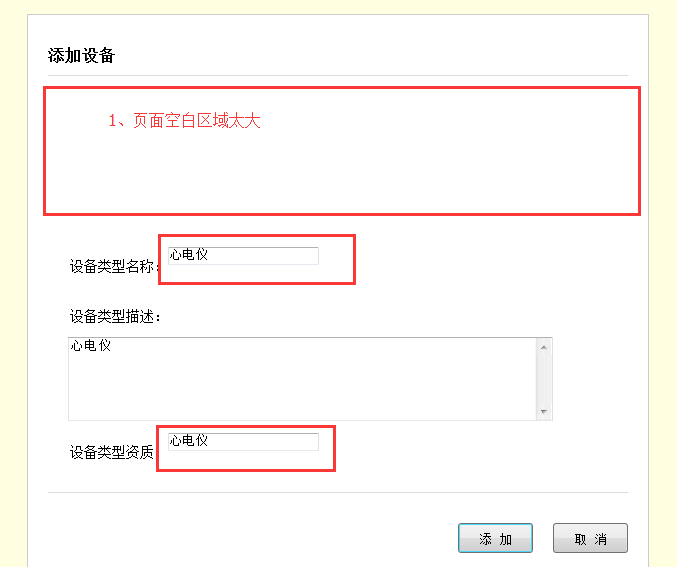 添加设备
1、页面空白区域太大
设备类型名称： 心电仪
设备类型描述：
心电仪
设备类型资质 心电仪
添 加 取 消